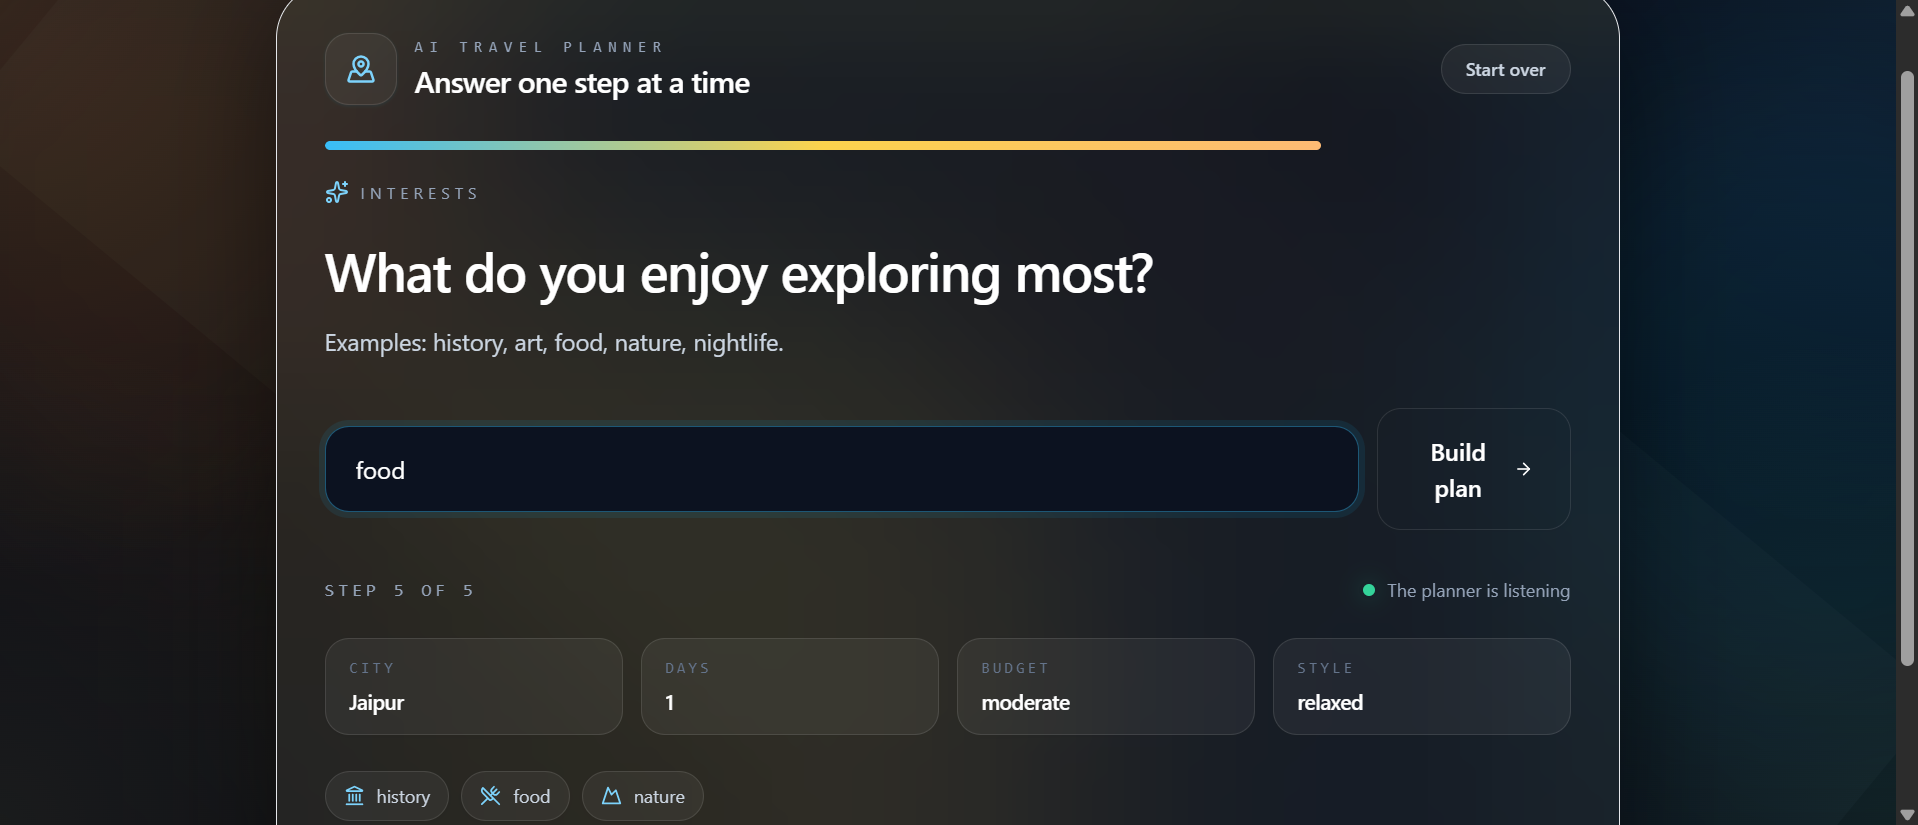 AI TRAVEL PLANNER
Answer one step at a time
Start over
INTERESTS
What do you enjoy exploring most?
Examples: history, art, food, nature, nightlife.
food
Build
plan
STEP 5 OF 5
The planner is listening
CITY
Jaipur
DAYS
1
BUDGET
moderate
STYLE
relaxed
history
food
nature